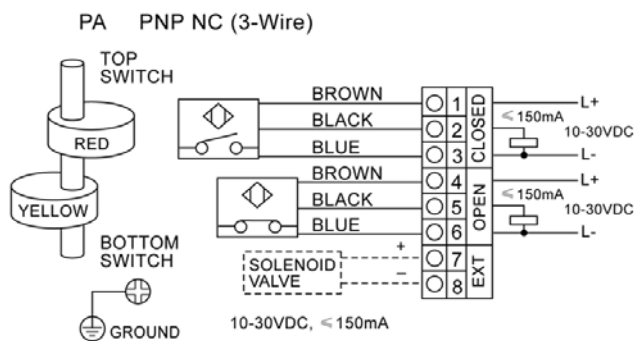 PA PNP NC (3-Wire)
TOP
SWITCH
RED
YELLOW
BOTTOM
SWITCH
GROUND
BROWN
BLACK
BLUE
BROWN
BLACK
BLUE
SOLENOID
VALVE
+
−
10-30VDC, ≤150mA
1
2
3
4
5
6
7
8
CLOSED
OPEN
EXT
L+
≤150mA
10-30VDC
L-
L+
≤150mA
10-30VDC
L-